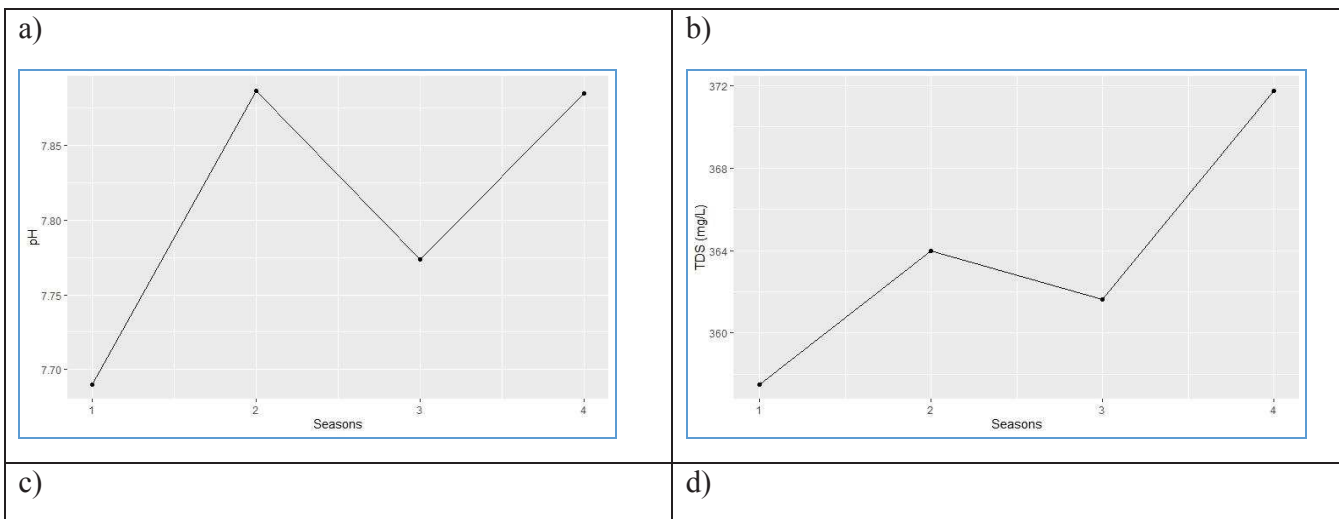 a)
7.85
7.80
7.75
7.70
pH
1 2 3 4
Seasons
b)
372
368
364
360
TDS (mg/L)
1 2 3 4
Seasons
c)
d)